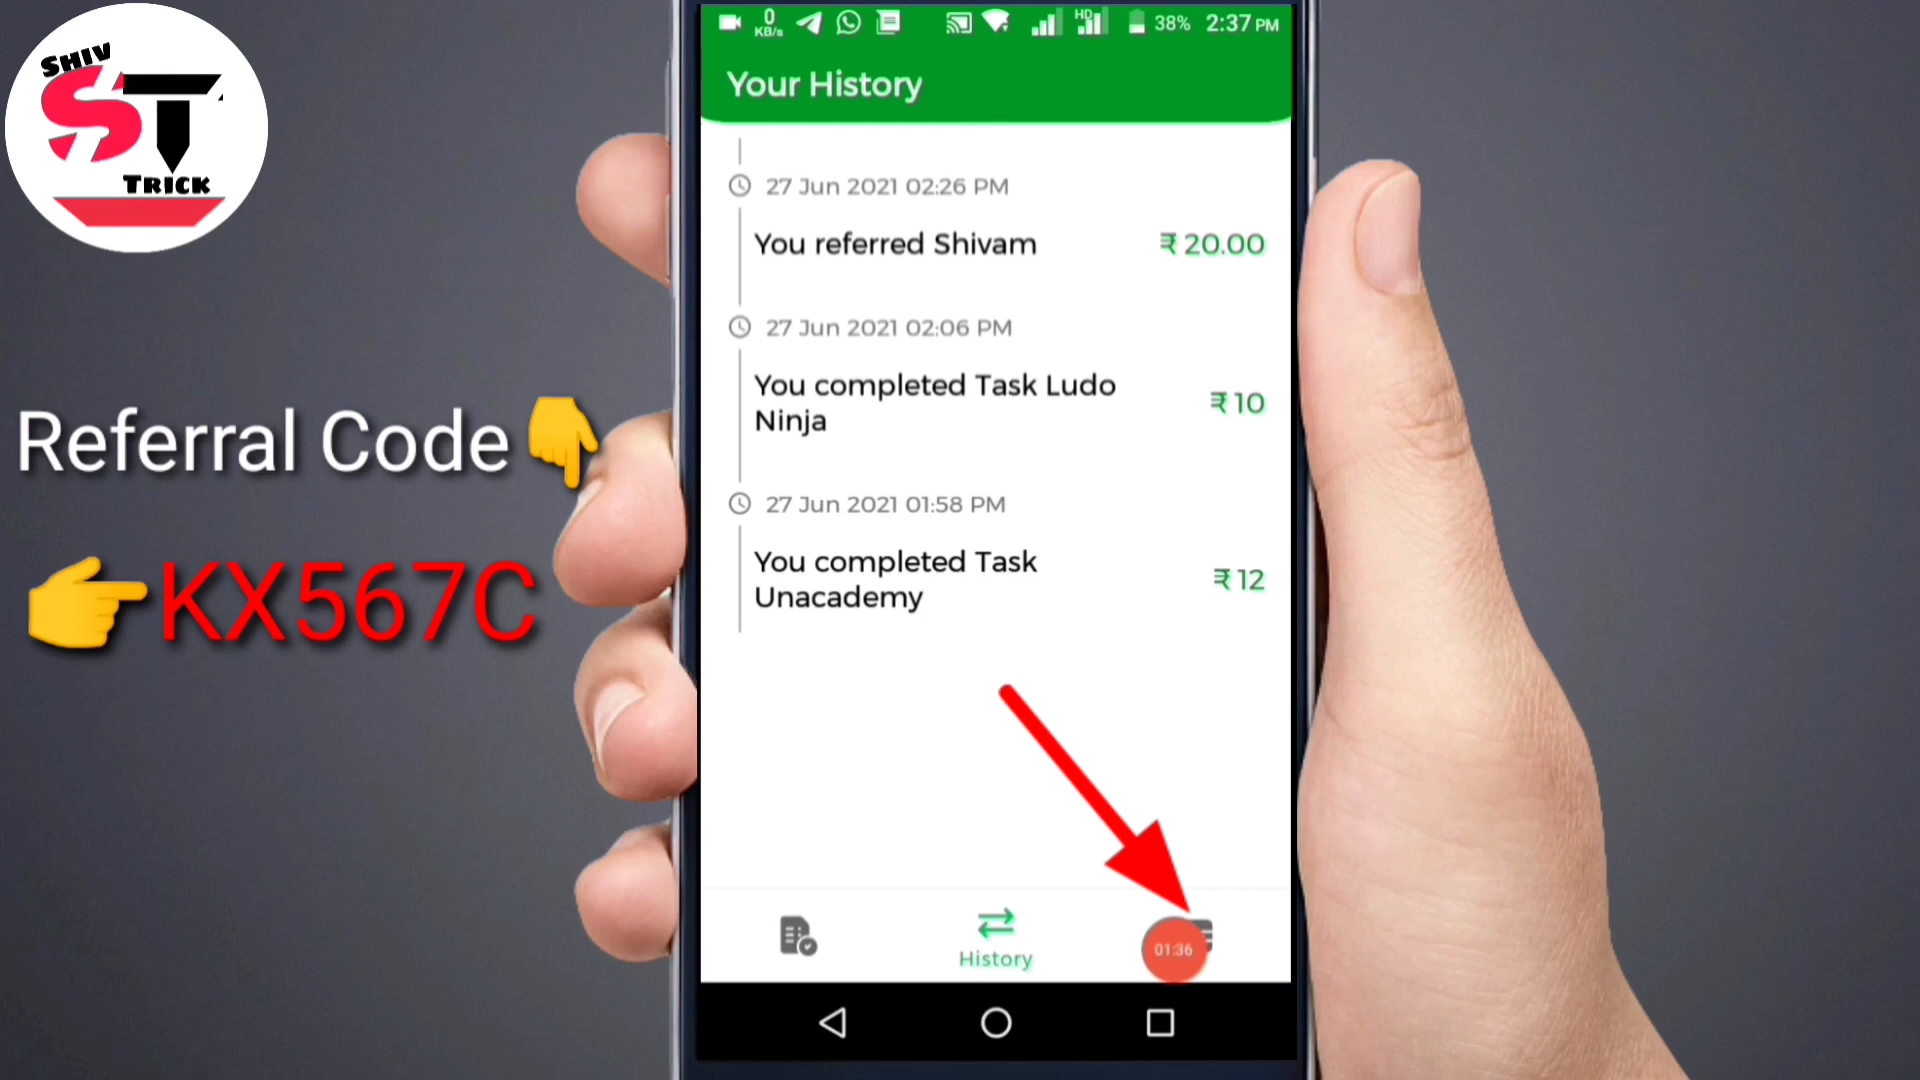 SHIV
ST
TRICK
Referral Code👇
👉KX567C
0
KB/s
HD
38%
2:37 PM
Your History
27 Jun 2021 02:26 PM
You referred Shivam
₹ 20.00
27 Jun 2021 02:06 PM
You completed Task Ludo
Ninja
₹ 10
27 Jun 2021 01:58 PM
You completed Task
Unacademy
₹ 12
History
01:36